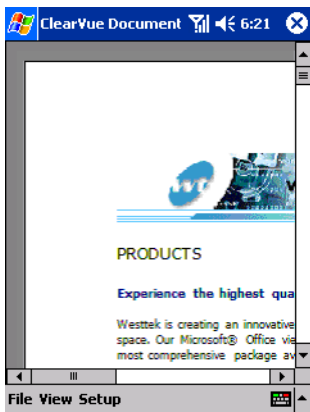 ClearVue Document 6:21
wt
PRODUCTS
Experience the highest qua
Westtek is creating an innovative
space. Our Microsoft® Office vie
most comprehensive package av
File View Setup